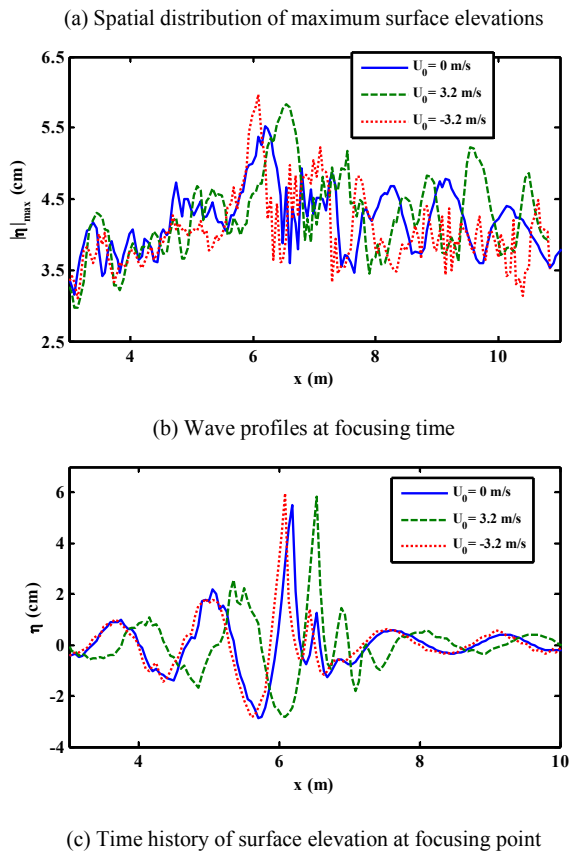 (a) Spatial distribution of maximum surface elevations
6.5
5.5
4.5
3.5
2.5
|η|max (cm)
U0= 0 m/s
U0= 3.2 m/s
U0= -3.2 m/s
4 6 8 10
x (m)
(b) Wave profiles at focusing time
6
4
2
0
-2
-4
η (cm)
U0= 0 m/s
U0= 3.2 m/s
U0= -3.2 m/s
4 6 8 10
x (m)
(c) Time history of surface elevation at focusing point